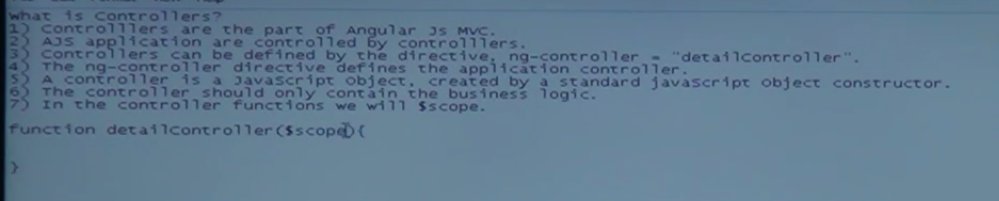 What is Controllers?
1) Controlllers are the part of Angular Js MVC.
2) AJS application are controlled by controlllers.
3) Controllers can be defined by the directive, ng-controller = "detailController".
4) The ng-controller directive defines the application controller.
5) A controller is a JavaScript Object, created by a standard javaScript object constructor.
6) The controller should only contain the business logic.
7) In the controller functions we will $scope.
function detailController($scope){
}